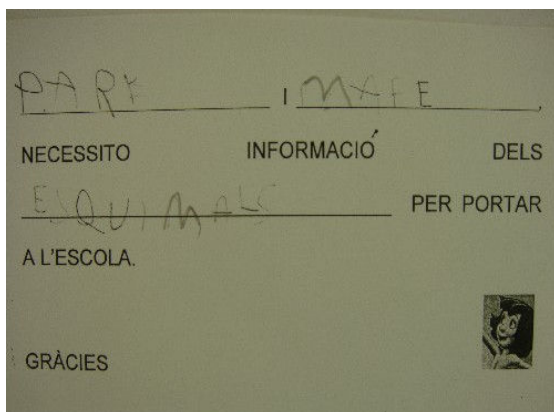 PARE I MARE,
NECESSITO INFORMACIÓ DELS
ESQUIMALS PER PORTAR
A L'ESCOLA.
GRÀCIES